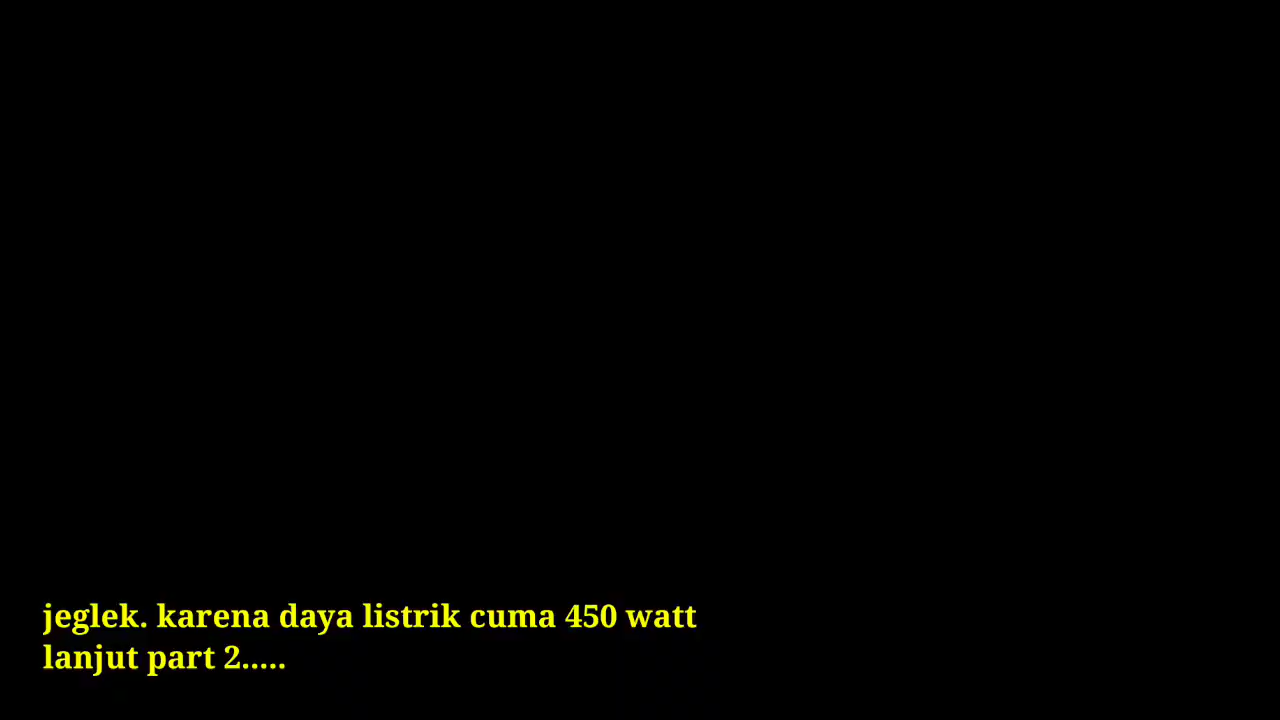 jeglek. karena daya listrik cuma 450 watt
lanjut part 2.....